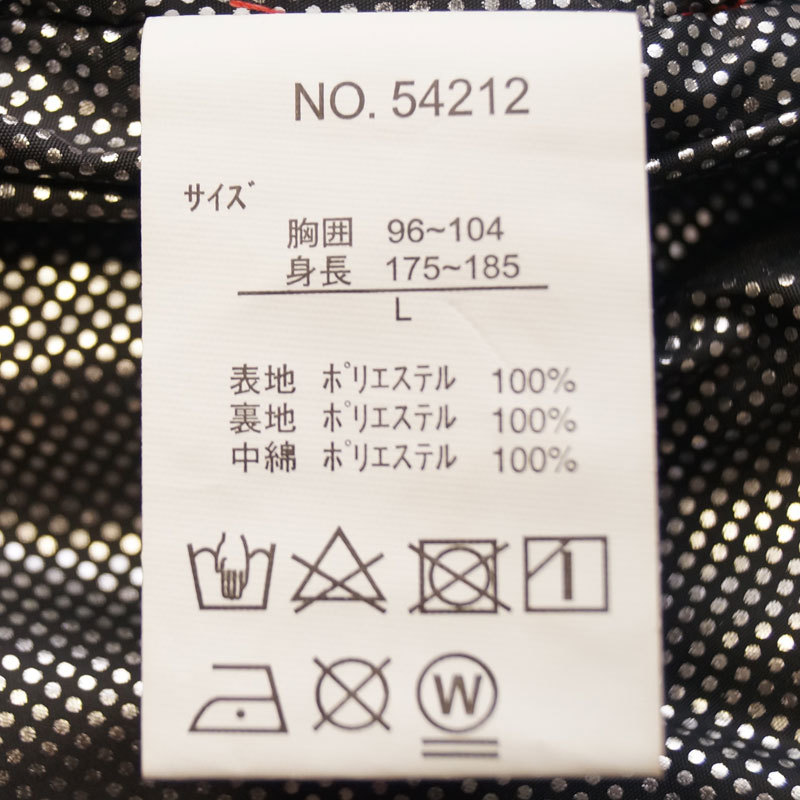 NO. 54212
サイズ
胸囲 96~104
身長 175~185
L
表地 ポリエステル 100%
裏地 ポリエステル 100%
中綿 ポリエステル 100%
W